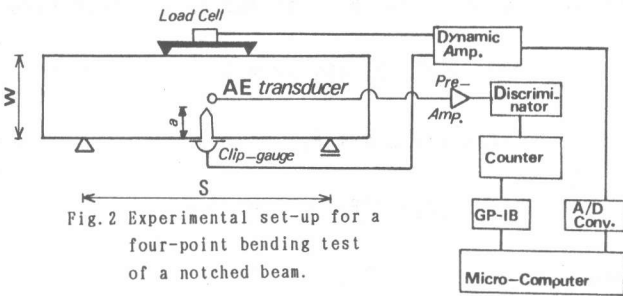 Load Cell
Dynamic
Amp.
W
AE transducer
Pre-
Amp.
Discrimi-
nator
a
Clip-gauge
Counter
S
GP-IB
A/D
Conv.
Micro-Computer
Fig.2 Experimental set-up for a
four-point bending test
of a notched beam.